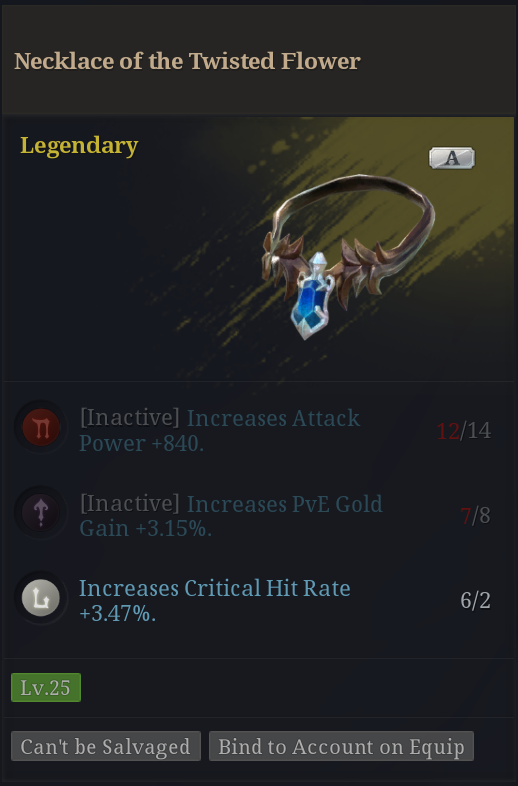 Necklace of the Twisted Flower
Legendary
A
[Inactive] Increases Attack
Power +840.
12/14
[Inactive] Increases PvE Gold
Gain +3.15%.
7/8
Increases Critical Hit Rate
+3.47%.
6/2
Lv.25
Can't be Salvaged
Bind to Account on Equip